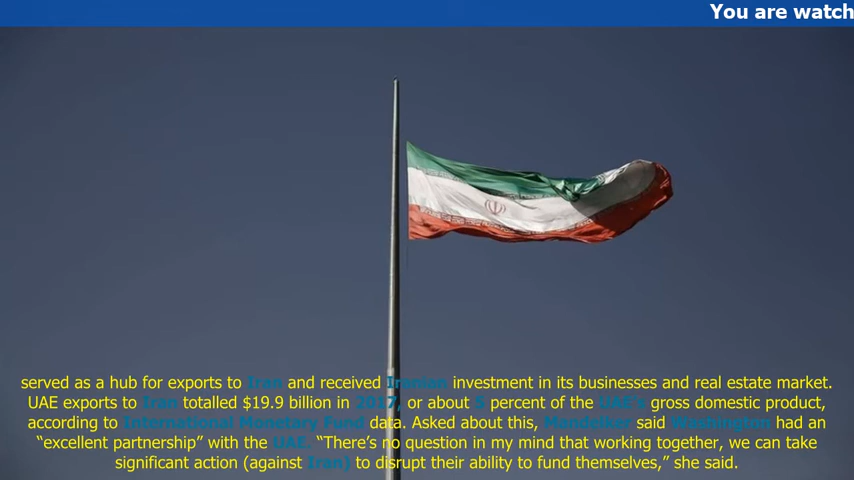 You are watch
served as a hub for exports to Iran and received Iranian investment in its businesses and real estate market.
UAE exports to Iran totalled $19.9 billion in 2017, or about 5 percent of the UAE's gross domestic product,
according to International Monetary Fund data. Asked about this, Mandelker said Washington had an
“excellent partnership” with the UAE. “There’s no question in my mind that working together, we can take
significant action (against Iran) to disrupt their ability to fund themselves,” she said.